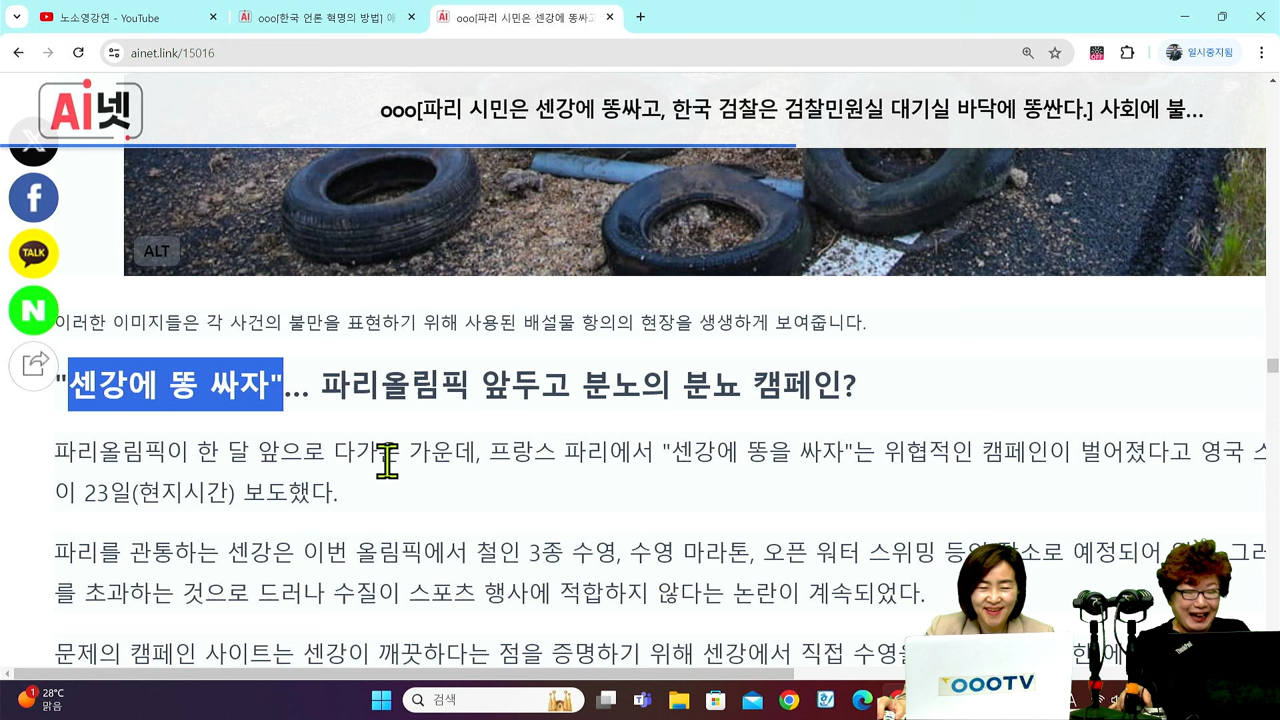 노소영강연 - YouTube
ooo[한국 언론 혁명의 방법] 애
ooo[파리 시민은 센강에 똥싸고
ainet.link/15016
OFF
일시중지됨
Ai넷
ooo[파리 시민은 센강에 똥싸고, 한국 검찰은 검찰민원실 대기실 바닥에 똥싼다.] 사회에 불...
f
TALK
N
ALT
이러한 이미지들은 각 사건의 불만을 표현하기 위해 사용된 배설물 항의의 현장을 생생하게 보여줍니다.
"센강에 똥 싸자"... 파리올림픽 앞두고 분노의 분뇨 캠페인?
파리올림픽이 한 달 앞으로 다가온 가운데, 프랑스 파리에서 "센강에 똥을 싸자"는 위협적인 캠페인이 벌어졌다고 영국 스
이 23일(현지시간) 보도했다.
파리를 관통하는 센강은 이번 올림픽에서 철인 3종 수영, 수영 마라톤, 오픈 워터 스위밍 등의 장소로 예정되어 그러
를 초과하는 것으로 드러나 수질이 스포츠 행사에 적합하지 않다는 논란이 계속되었다.
문제의 캠페인 사이트는 센강이 깨끗하다는 점을 증명하기 위해 센강에서 직접 수영을
OOOTV
ThinkPad
1
28°C
맑음
검색
A